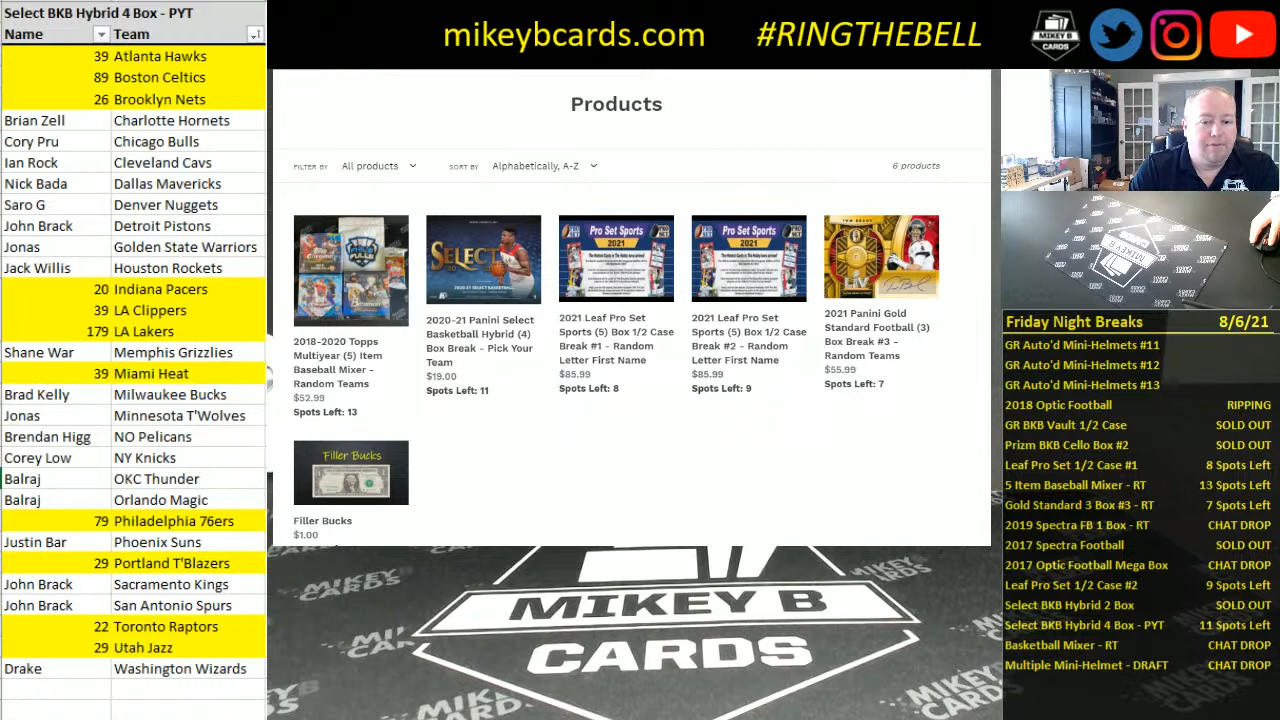 Select BKB Hybrid 4 Box - PYT
Name Team
39 Atlanta Hawks
89 Boston Celtics
26 Brooklyn Nets
Brian Zell Charlotte Hornets
Cory Pru Chicago Bulls
Ian Rock Cleveland Cavs
Nick Bada Dallas Mavericks
Saro G Denver Nuggets
John Brack Detroit Pistons
Jonas Golden State Warriors
Jack Willis Houston Rockets
20 Indiana Pacers
39 LA Clippers
179 LA Lakers
Shane War Memphis Grizzlies
39 Miami Heat
Brad Kelly Milwaukee Bucks
Jonas Minnesota T'Wolves
Brendan Higg NO Pelicans
Corey Low NY Knicks
Balraj OKC Thunder
Balraj Orlando Magic
79 Philadelphia 76ers
Justin Bar Phoenix Suns
29 Portland T'Blazers
John Brack Sacramento Kings
John Brack San Antonio Spurs
22 Toronto Raptors
29 Utah Jazz
Drake Washington Wizards
mikeybcards.com #RINGTHEBELL
MIKEY B
CARDS
Products
FILTER BY All products SORT BY Alphabetically, A-Z 6 products
2018-2020 Topps
Multiyear (5) Item
Baseball Mixer -
Random Teams
$52.99
Spots Left: 13
SELECT
2020-21 Panini Select
Basketball Hybrid (4)
Box Break - Pick Your
Team
$19.00
Spots Left: 11
Pro Set Sports
2021
2021 Leaf Pro Set
Sports (5) Box 1/2 Case
Break #1 - Random
Letter First Name
$85.99
Spots Left: 8
Pro Set Sports
2021
2021 Leaf Pro Set
Sports (5) Box 1/2 Case
Break #2 - Random
Letter First Name
$85.99
Spots Left: 9
TOM BRADY
2021 Panini Gold
Standard Football (3)
Box Break #3 -
Random Teams
$55.99
Spots Left: 7
Filler Bucks
Filler Bucks
$1.00
MIKEY B
CARDS
Friday Night Breaks 8/6/21
GR Auto'd Mini-Helmets #11
GR Auto'd Mini-Helmets #12
GR Auto'd Mini-Helmets #13
2018 Optic Football RIPPING
GR BKB Vault 1/2 Case SOLD OUT
Prizm BKB Cello Box #2 SOLD OUT
Leaf Pro Set 1/2 Case #1 8 Spots Left
5 Item Baseball Mixer - RT 13 Spots Left
Gold Standard 3 Box #3 - RT 7 Spots Left
2019 Spectra FB 1 Box - RT CHAT DROP
2017 Spectra Football SOLD OUT
2017 Optic Football Mega Box CHAT DROP
Leaf Pro Set 1/2 Case #2 9 Spots Left
Select BKB Hybrid 2 Box SOLD OUT
Select BKB Hybrid 4 Box - PYT 11 Spots Left
Basketball Mixer - RT CHAT DROP
Multiple Mini-Helmet - DRAFT CHAT DROP